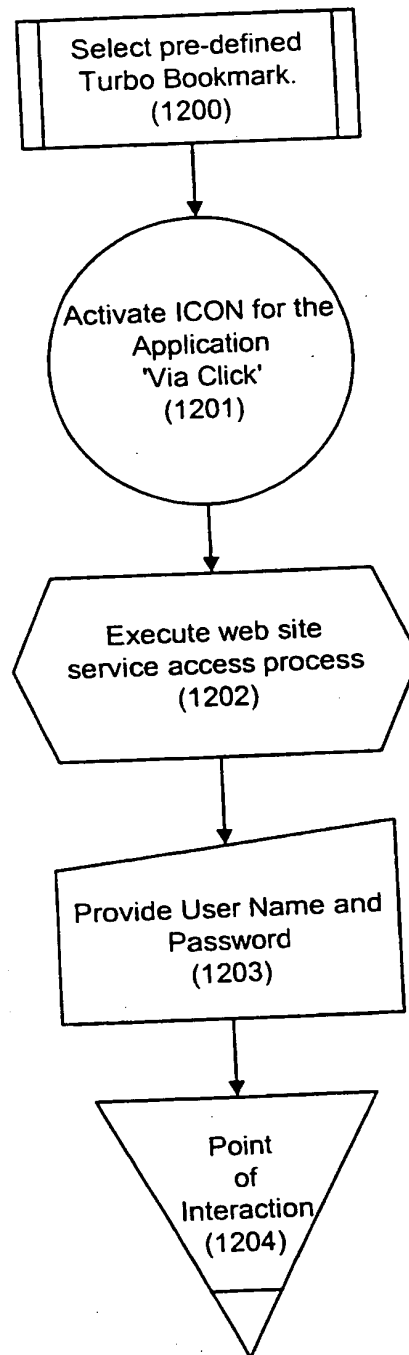 Select pre-defined
Turbo Bookmark.
(1200)
Activate ICON for the
Application
'Via Click'
(1201)
Execute web site
service access process
(1202)
Provide User Name and
Password
(1203)
Point
of
Interaction
(1204)